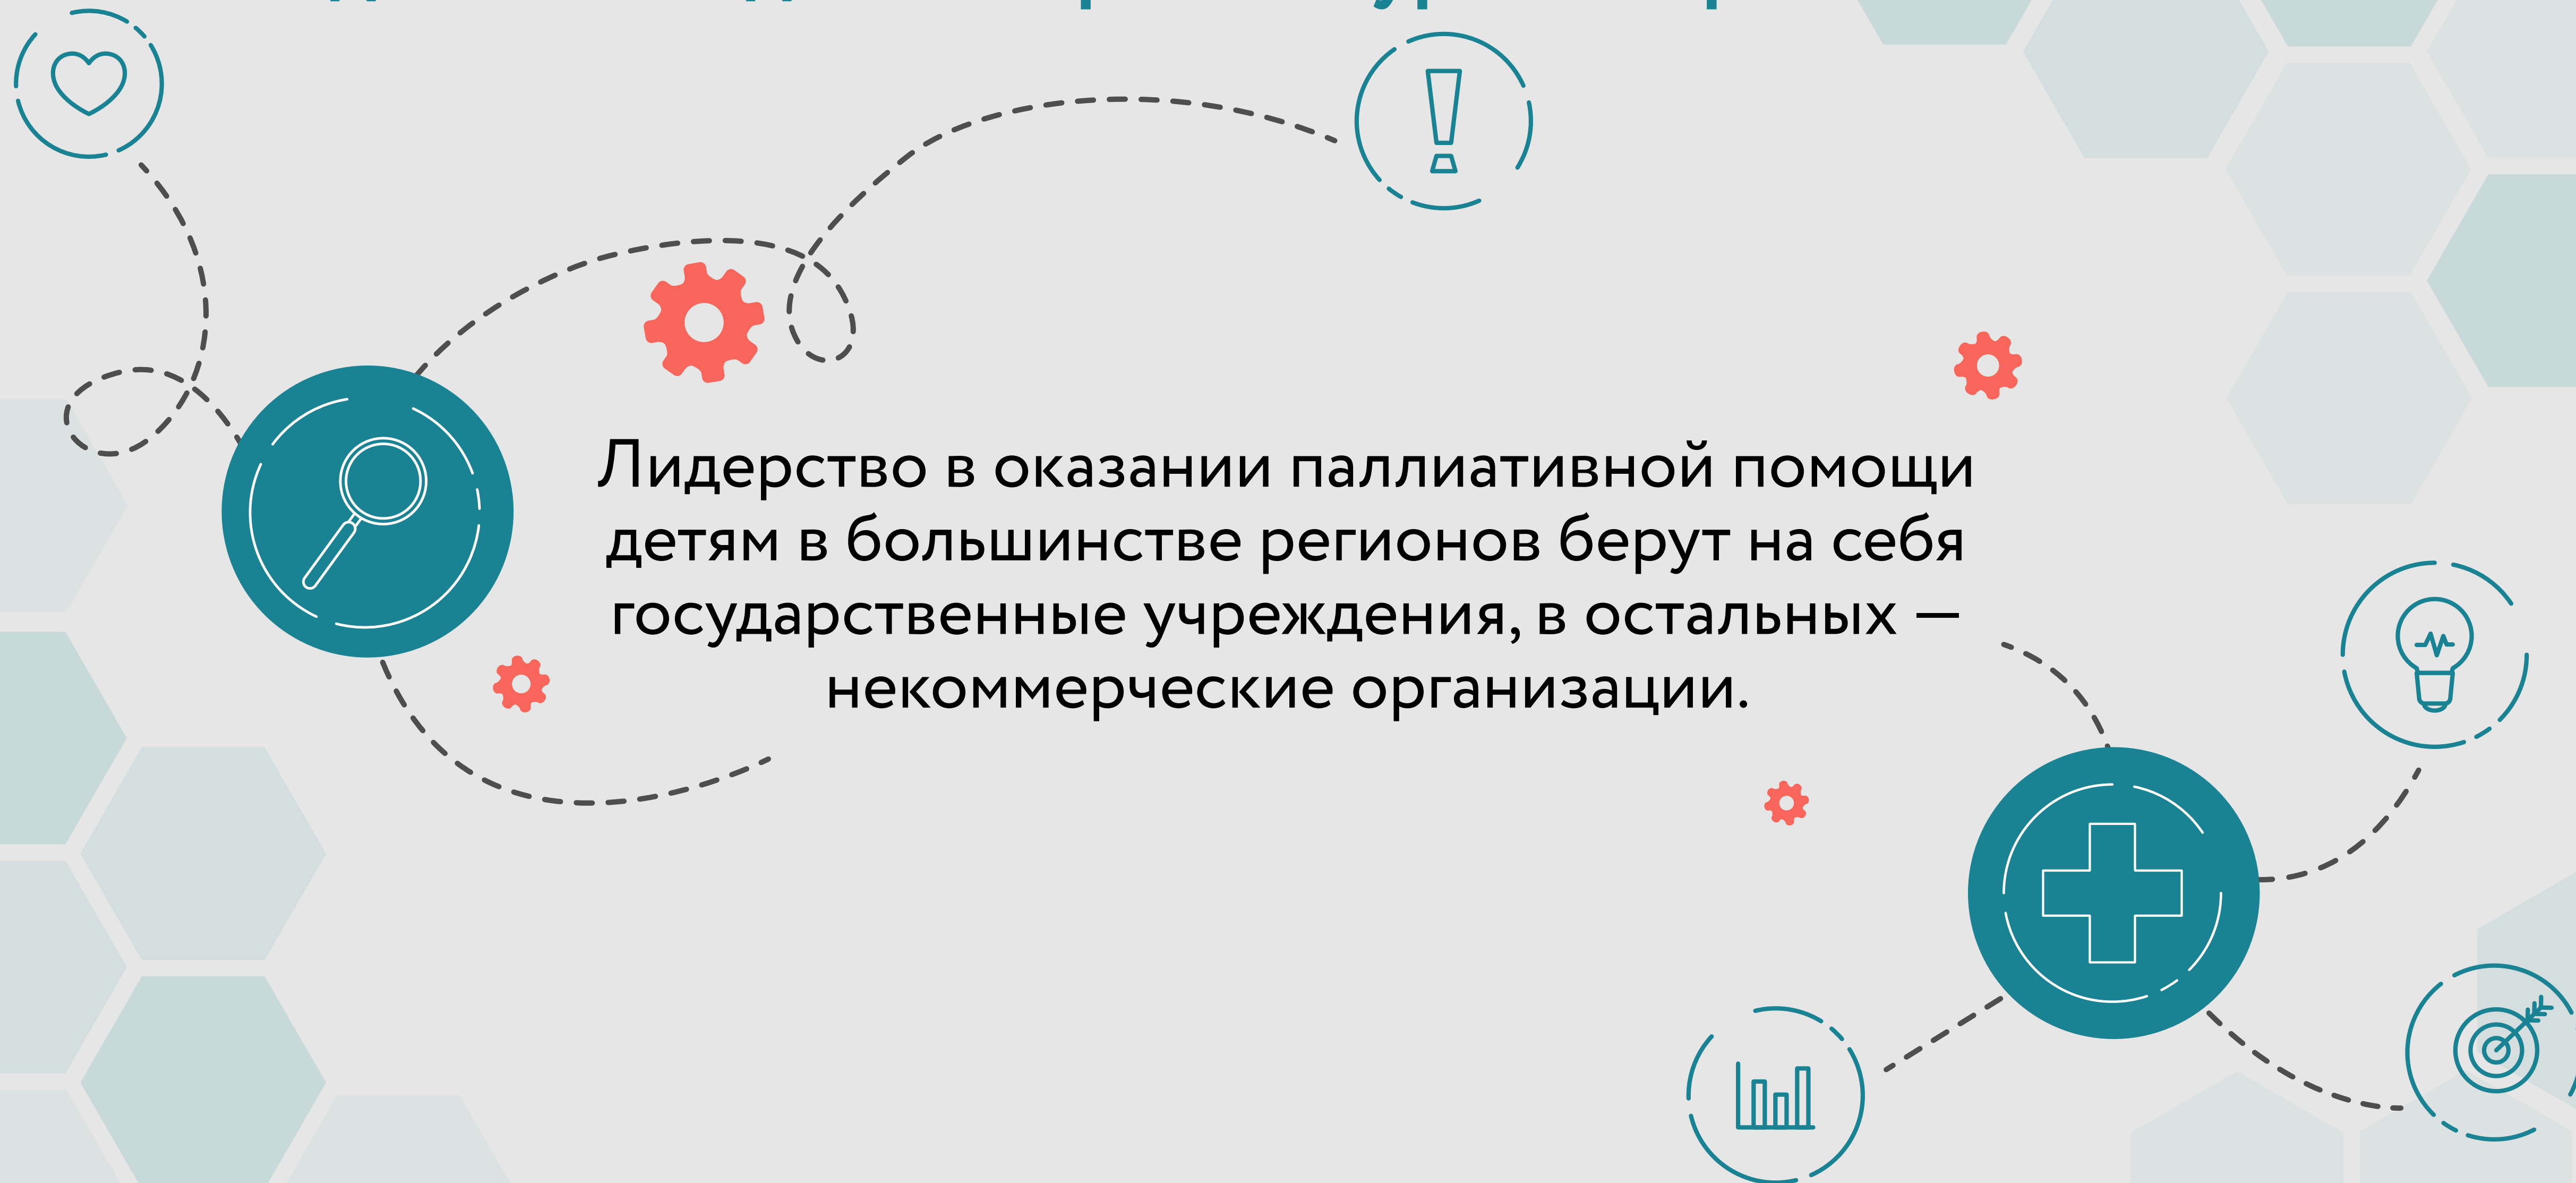 Лидерство в оказании паллиативной помощи
детям в большинстве регионов берут на себя
государственные учреждения, в остальных —
некоммерческие организации.